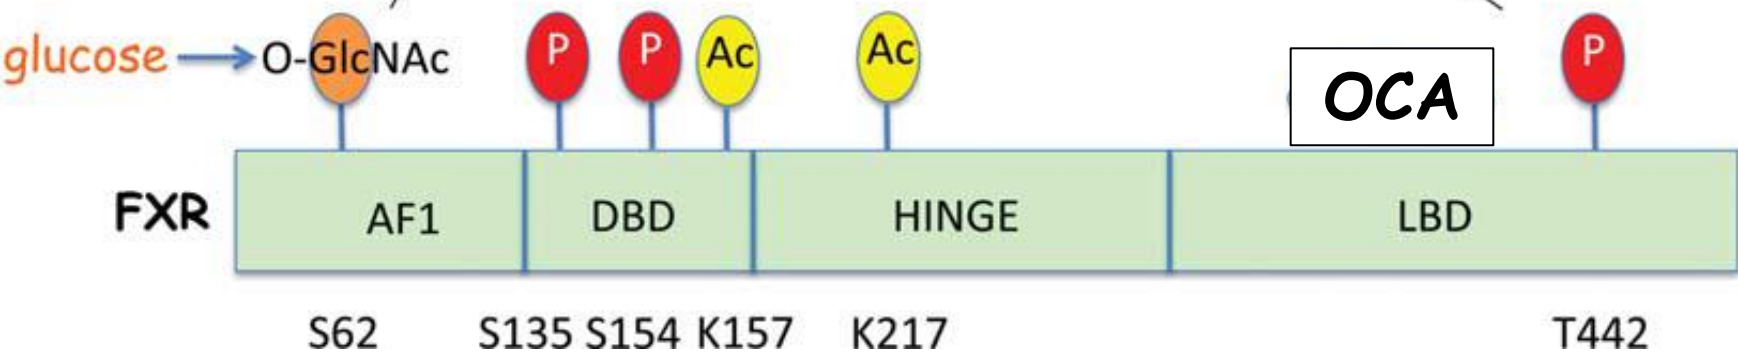 glucose O-GlcNAc P P Ac Ac OCA P
FXR AF1 DBD HINGE LBD
S62 S135 S154 K157 K217 T442